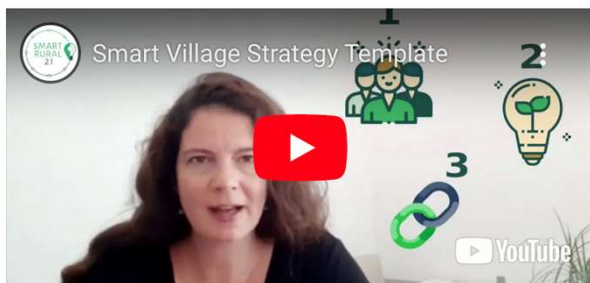 SMART
RURAL
21
Smart Village Strategy Template
1
2
3
YouTube